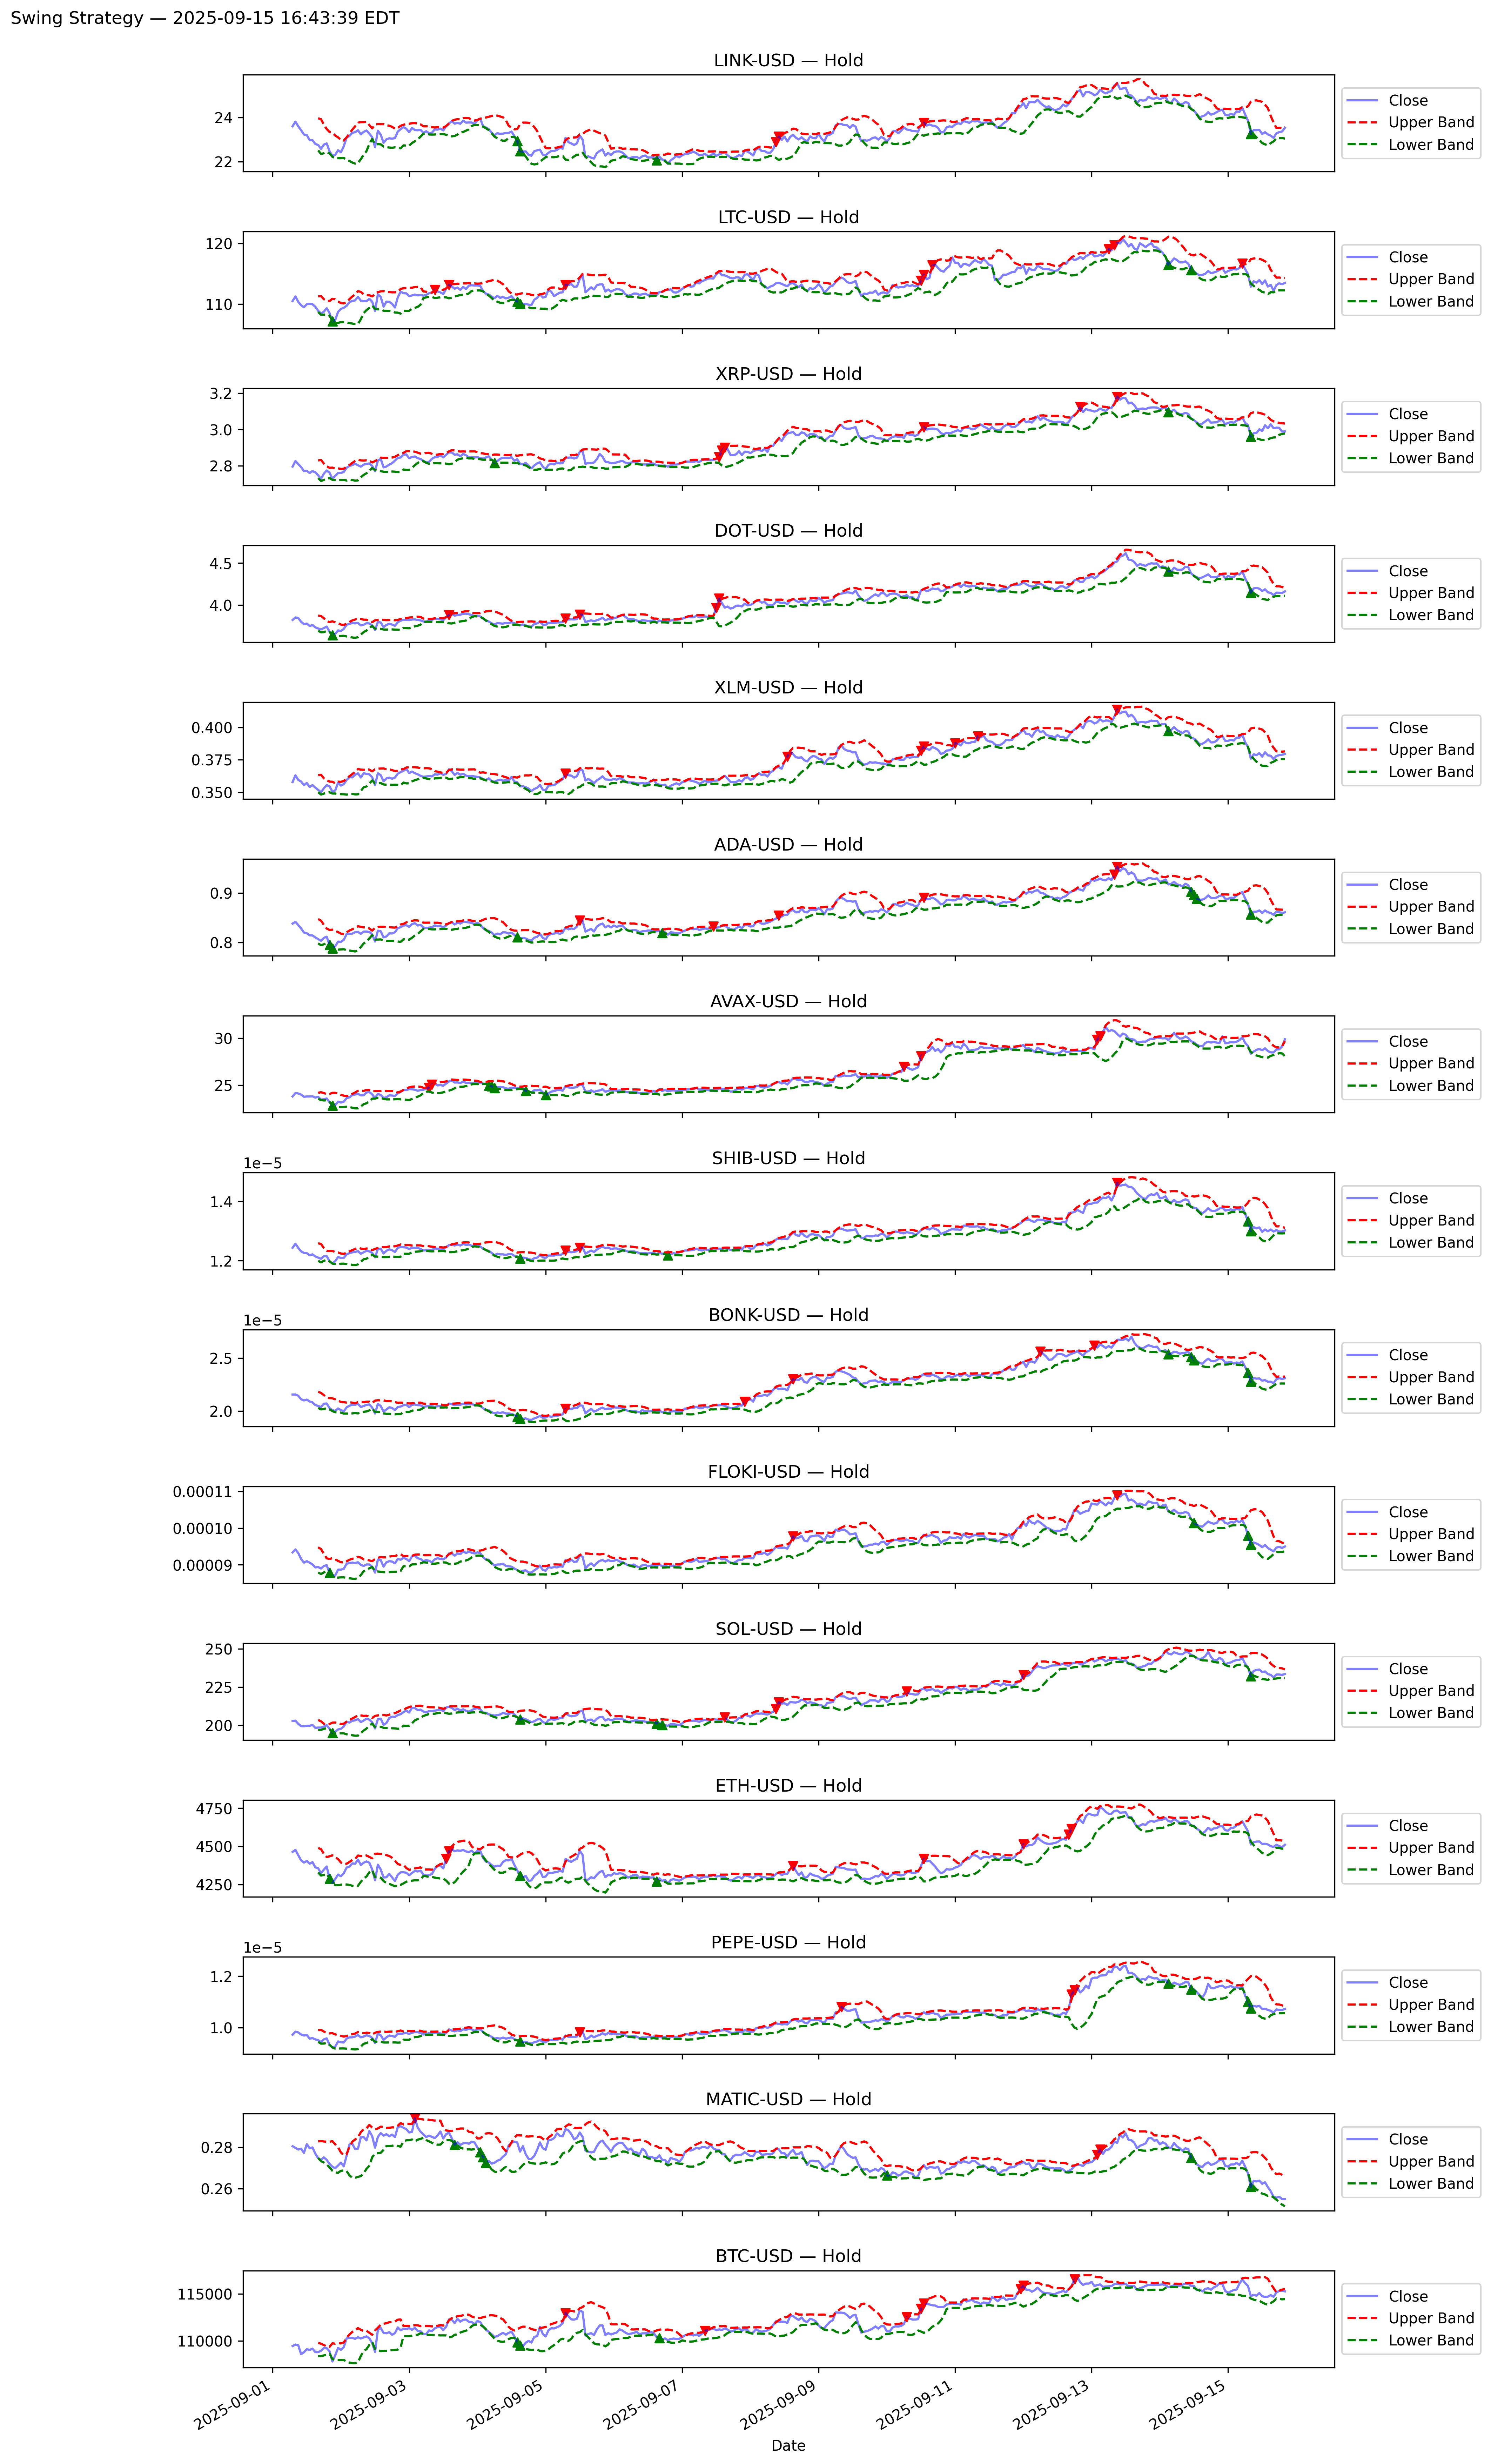 Swing Strategy — 2025-09-15 16:43:39 EDT
LINK-USD — Hold
24
22
Close
Upper Band
Lower Band
LTC-USD — Hold
120
110
Close
Upper Band
Lower Band
XRP-USD — Hold
3.2
3.0
2.8
Close
Upper Band
Lower Band
DOT-USD — Hold
4.5
4.0
Close
Upper Band
Lower Band
XLM-USD — Hold
0.400
0.375
0.350
Close
Upper Band
Lower Band
ADA-USD — Hold
0.9
0.8
Close
Upper Band
Lower Band
AVAX-USD — Hold
30
25
Close
Upper Band
Lower Band
SHIB-USD — Hold
1e−5
1.4
1.2
Close
Upper Band
Lower Band
BONK-USD — Hold
1e−5
2.5
2.0
Close
Upper Band
Lower Band
FLOKI-USD — Hold
0.00011
0.00010
0.00009
Close
Upper Band
Lower Band
SOL-USD — Hold
250
225
200
Close
Upper Band
Lower Band
ETH-USD — Hold
4750
4500
4250
Close
Upper Band
Lower Band
PEPE-USD — Hold
1e−5
1.2
1.0
Close
Upper Band
Lower Band
MATIC-USD — Hold
0.28
0.26
Close
Upper Band
Lower Band
BTC-USD — Hold
115000
110000
Close
Upper Band
Lower Band
2025-09-01
2025-09-03
2025-09-05
2025-09-07
2025-09-09
2025-09-11
2025-09-13
2025-09-15
Date